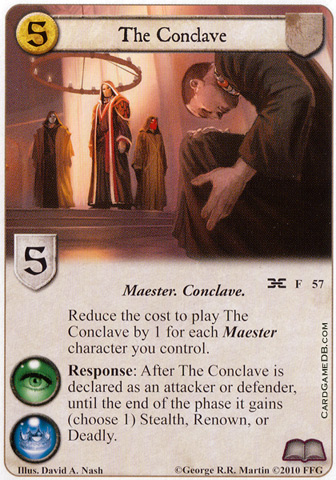 5
The Conclave
5
Maester. Conclave.
F 57
Reduce the cost to play The
Conclave by 1 for each Maester
character you control.
Response: After The Conclave is
declared as an attacker or defender,
until the end of the phase it gains
(choose 1) Stealth, Renown, or
Deadly.
CARDGAMEDB.COM
Illus. David A. Nash
©George R.R. Martin ©2010 FFG